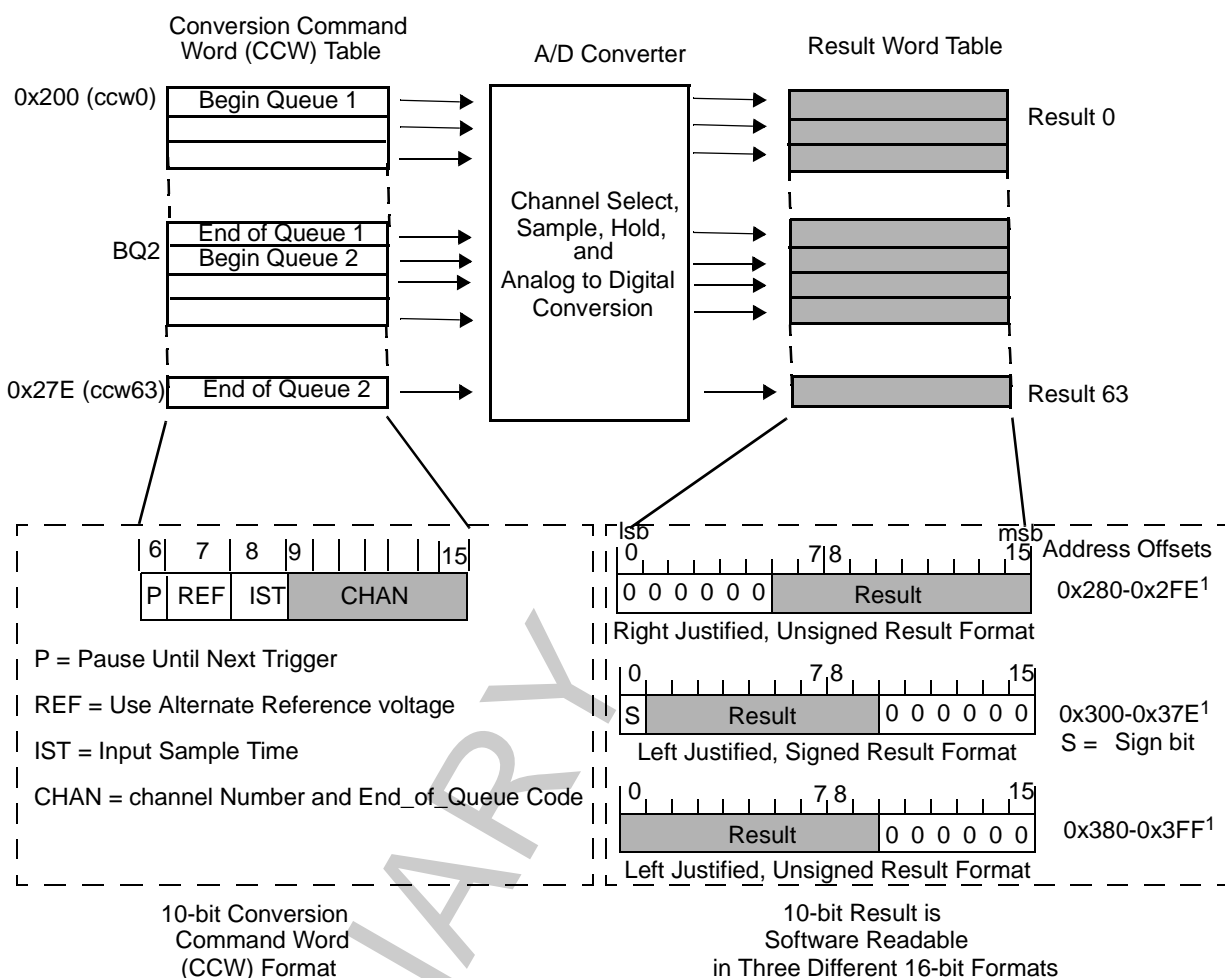 Conversion Command
Word (CCW) Table
A/D Converter
Result Word Table
0x200 (ccw0)
Begin Queue 1
Result 0
Channel Select,
Sample, Hold,
and
Analog to Digital
Conversion
End of Queue 1
BQ2
Begin Queue 2
0x27E (ccw63)
End of Queue 2
Result 63
6 7 8 9 15
P REF IST CHAN
P = Pause Until Next Trigger
REF = Use Alternate Reference voltage
IST = Input Sample Time
CHAN = channel Number and End_of_Queue Code
lsb msb
0 7 8 15 Address Offsets
0 0 0 0 0 0 Result 0x280-0x2FE1
Right Justified, Unsigned Result Format
0 7 8 15
S Result 0 0 0 0 0 0 0x300-0x37E1
S = Sign bit
Left Justified, Signed Result Format
0 7 8 15
Result 0 0 0 0 0 0 0x380-0x3FF1
Left Justified, Unsigned Result Format
10-bit Conversion
Command Word
(CCW) Format
10-bit Result is
Software Readable
in Three Different 16-bit Formats